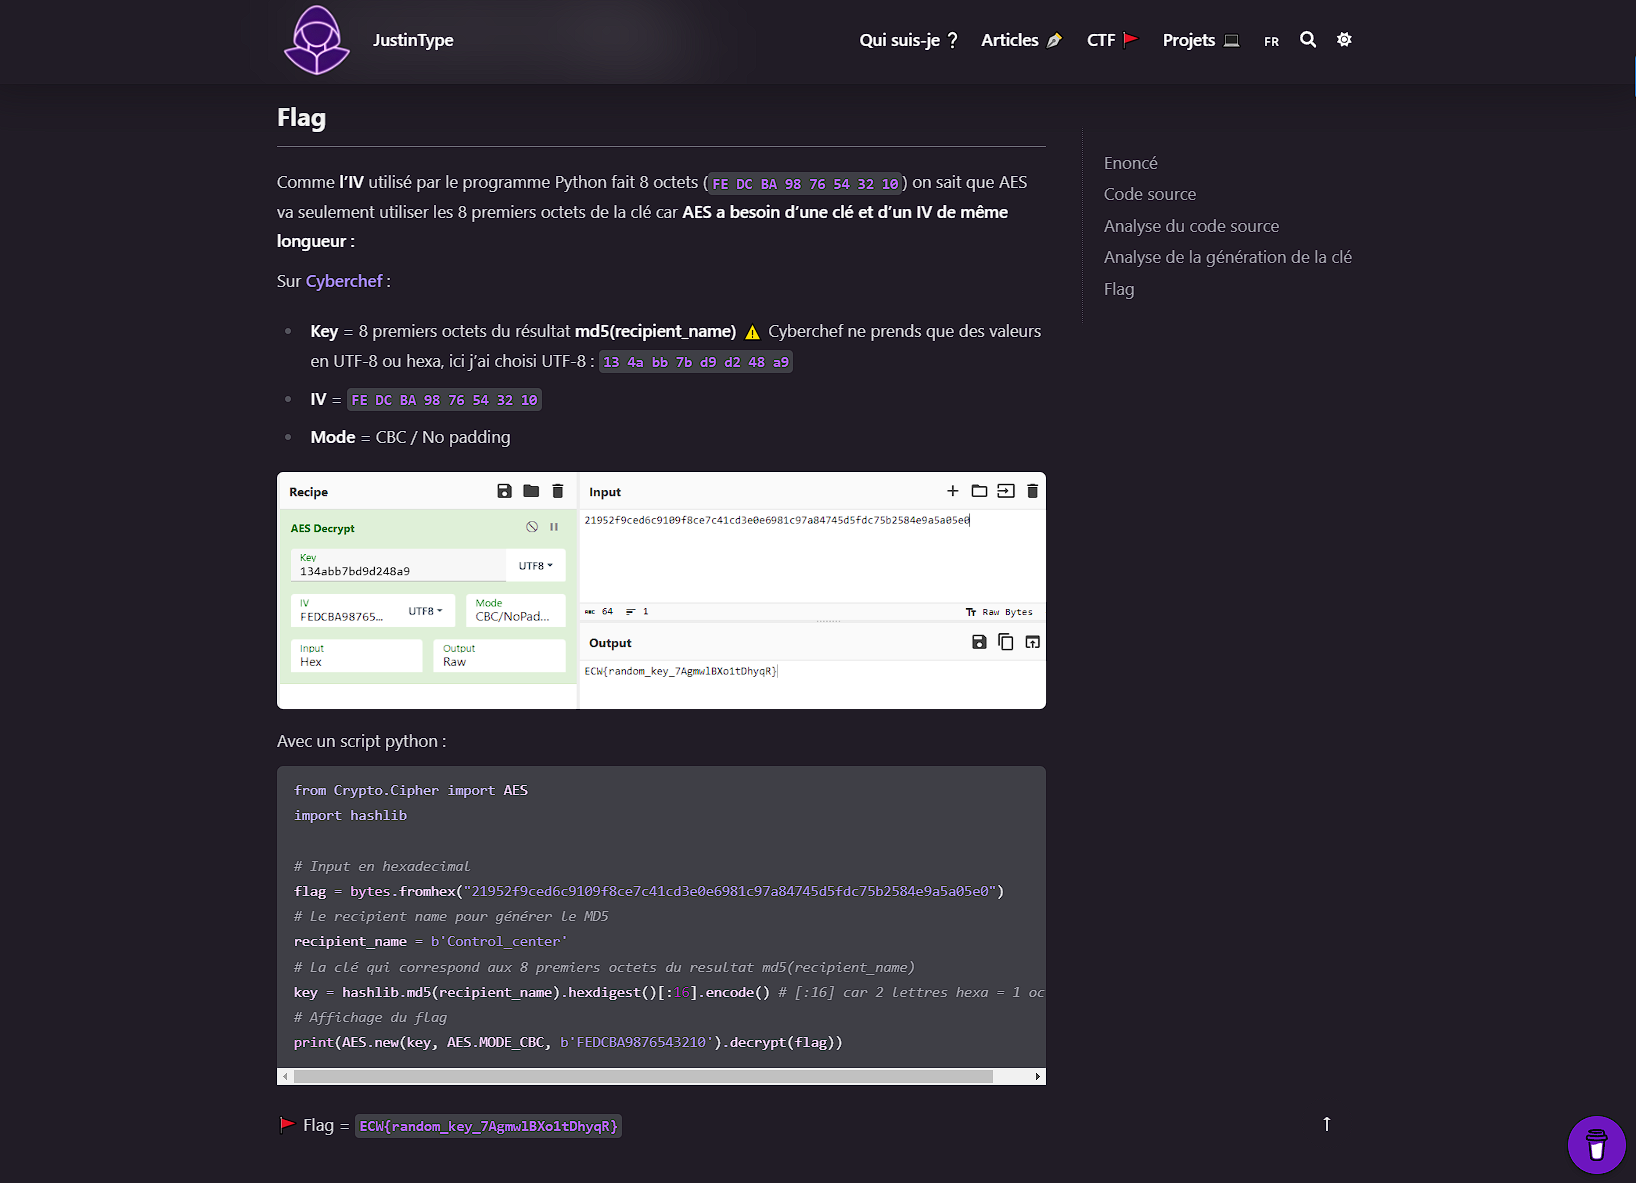 JustinType
Qui suis-je ?
Articles
CTF
Projets
FR
Flag
Comme l'IV utilisé par le programme Python fait 8 octets ( FE DC BA 98 76 54 32 10 ) on sait que AES
va seulement utiliser les 8 premiers octets de la clé car AES a besoin d'une clé et d'un IV de même
longueur :
Sur Cyberchef :
Key = 8 premiers octets du résultat md5(recipient_name) ⚠ Cyberchef ne prends que des valeurs
en UTF-8 ou hexa, ici j'ai choisi UTF-8 : 13 4a bb 7b d9 d2 48 a9
IV = FE DC BA 98 76 54 32 10
Mode = CBC / No padding
Recipe
AES Decrypt
Key
134abb7bd9d248a9
UTF8
IV
FEDCBA98765...
UTF8
Mode
CBC/NoPad...
Input
Hex
Output
Raw
Input
21952f9ced6c9109f8ce7c41cd3e0e6981c97a84745d5fdc75b2584e9a5a05e0
ABC 64
1
Tт Raw Bytes
Output
ECW{random_key_7AgmwlBXo1tDhyqR}
Avec un script python :
from Crypto.Cipher import AES
import hashlib
# Input en hexadecimal
flag = bytes.fromhex("21952f9ced6c9109f8ce7c41cd3e0e6981c97a84745d5fdc75b2584e9a5a05e0")
# Le recipient name pour générer le MD5
recipient_name = b'Control_center'
# La clé qui correspond aux 8 premiers octets du resultat md5(recipient_name)
key = hashlib.md5(recipient_name).hexdigest()[:16].encode() # [:16] car 2 lettres hexa = 1 oc
# Affichage du flag
print(AES.new(key, AES.MODE_CBC, b'FEDCBA9876543210').decrypt(flag))
Flag = ECW{random_key_7AgmwlBXo1tDhyqR}
Enoncé
Code source
Analyse du code source
Analyse de la génération de la clé
Flag